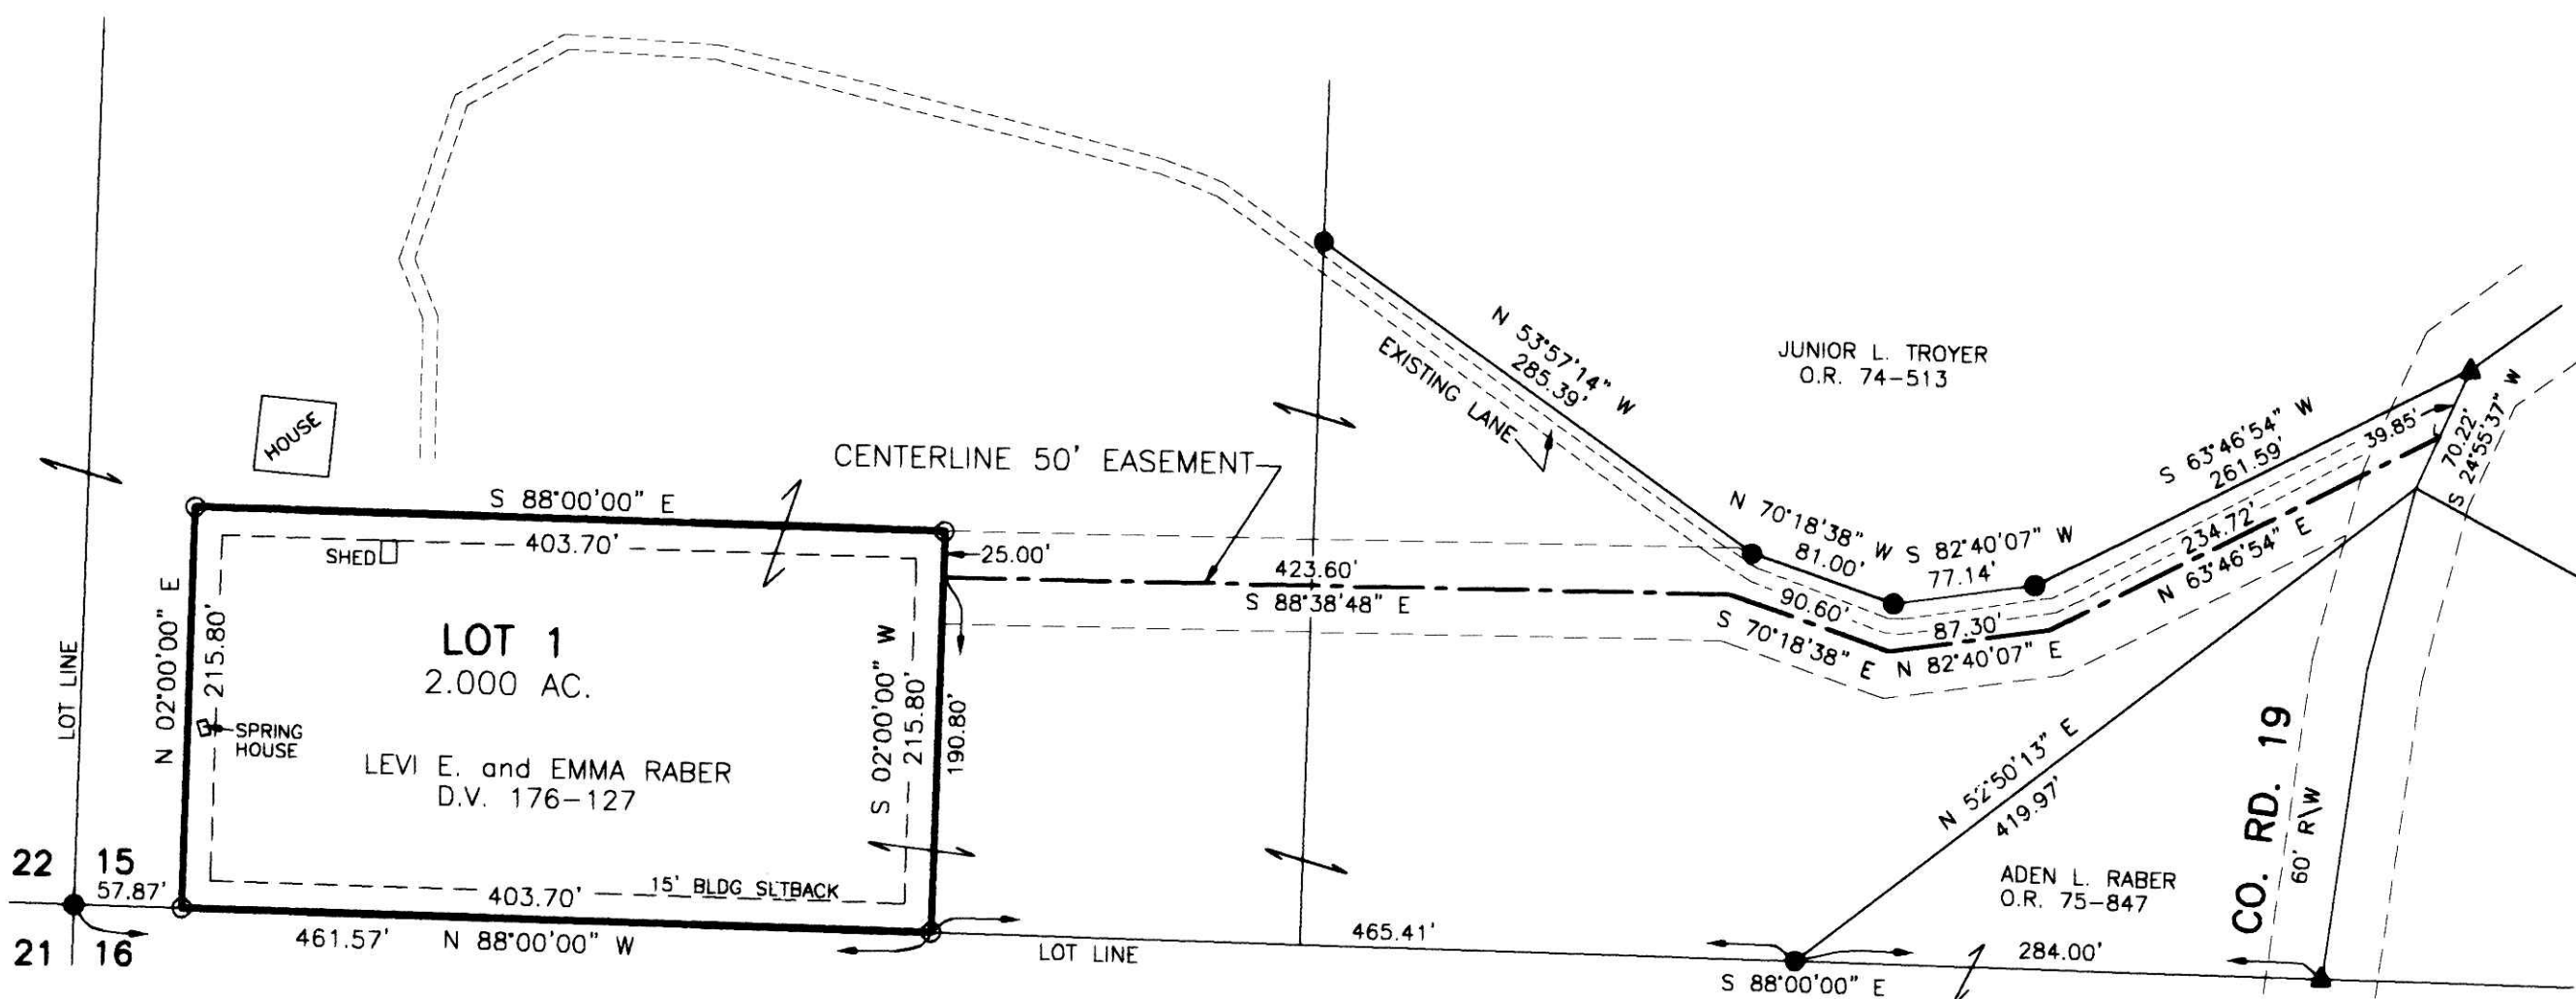 N 53°57'14" W
285.39'
EXISTING LANE
JUNIOR L. TROYER
O.R. 74-513
HOUSE
CENTERLINE 50' EASEMENT
S 63°46'54" W
261.59'
39.85'
70.22'
S 24°55'37" W
S 88°00'00" E
403.70'
SHED
25.00'
423.60'
S 88°38'48" E
N 70°18'38" W
81.00'
S 82°40'07" W
77.14'
234.72'
N 63°46'54" E
90.60'
S 70°18'38" E
87.30'
N 82°40'07" E
LOT LINE
N 02°00'00" E
215.80'
LOT 1
2.000 AC.
SPRING
HOUSE
LEVI E. and EMMA RABER
D.V. 176-127
S 02°00'00" W
215.80'
190.80'
N 52°50'13" E
419.97'
CO. RD. 19
60' R\W
22 15
57.87'
21 16
403.70'
15' BLDG SETBACK
461.57' N 88°00'00" W
LOT LINE
465.41'
ADEN L. RABER
O.R. 75-847
284.00'
S 88°00'00" E